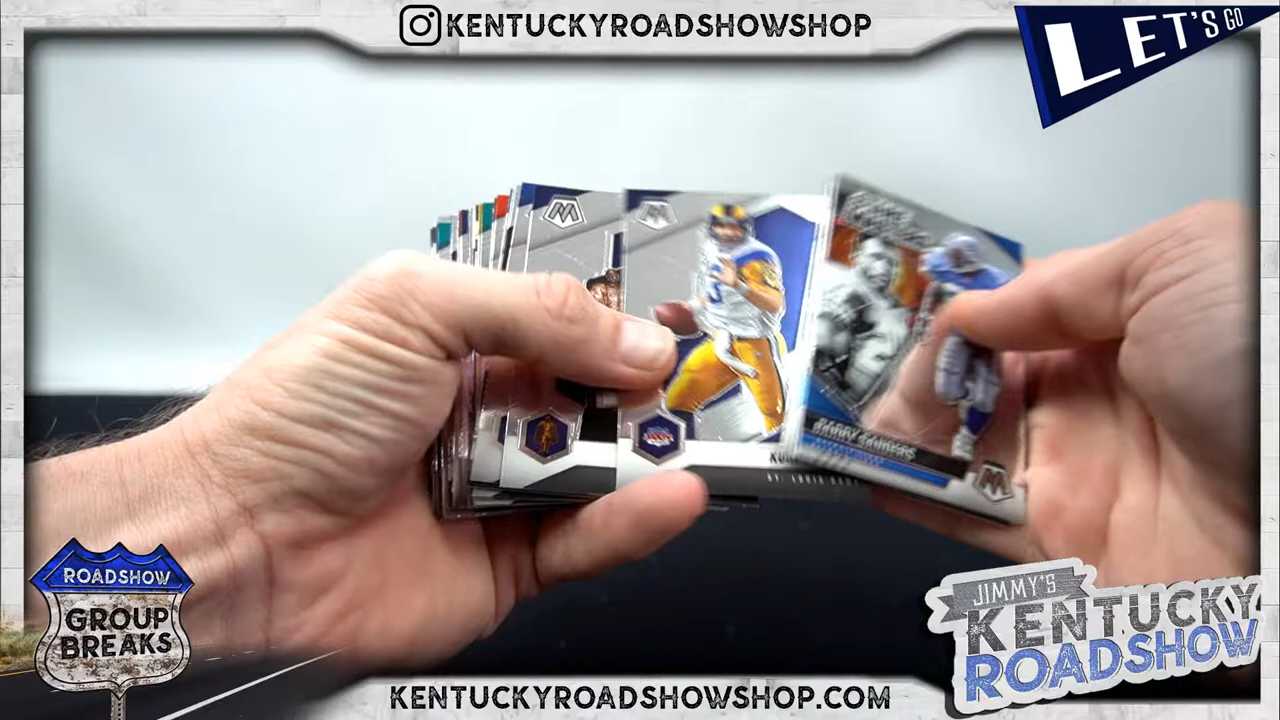 KENTUCKYROADSHOWSHOP
LET'S GO
BARRY SANDERS
ROADSHOW
GROUP
BREAKS
JIMMY'S
KENTUCKY
ROADSHOW
KENTUCKYROADSHOWSHOP.COM